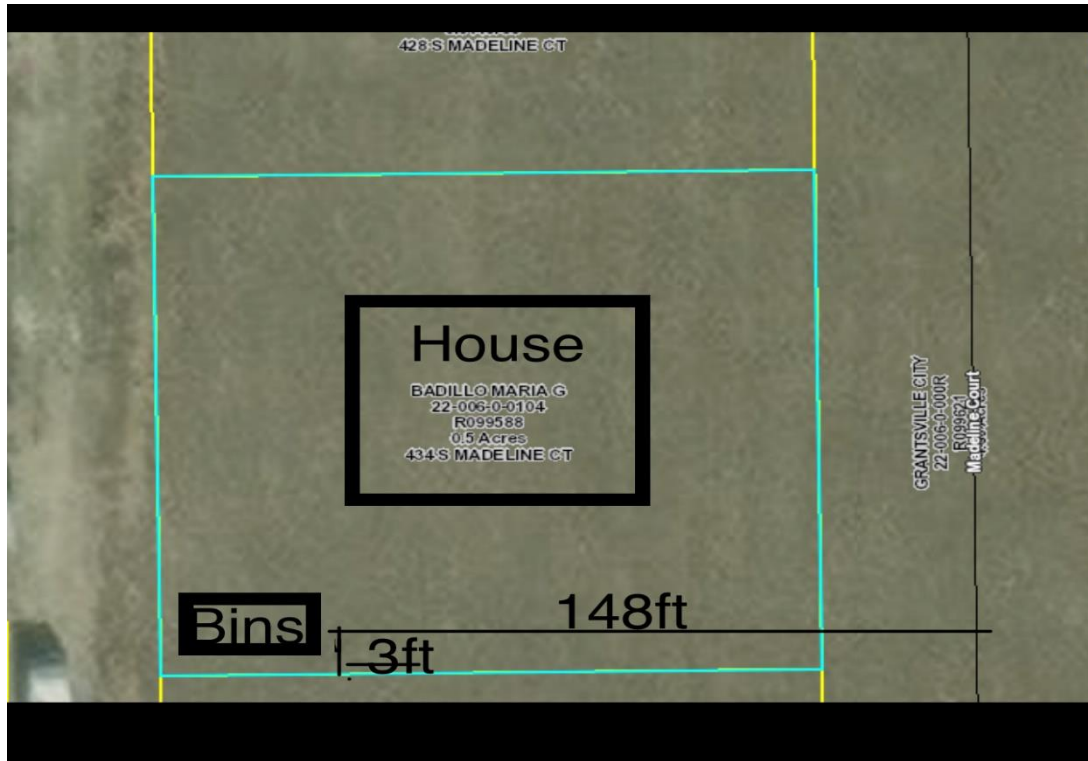 428 S MADELINE CT
House
BADILLO MARIA G
22-006-0-0104
R099588
0.5 Acres
434 S MADELINE CT
GRANTSVILLE CITY
22-006-0-000R
R099621
Madeline Court
Bins
148ft
3ft